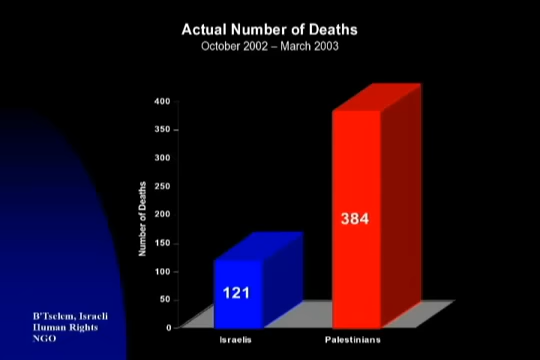 Actual Number of Deaths
October 2002 – March 2003
Number of Deaths
400
350
300
250
200
150
100
50
0
121
384
Israelis
Palestinians
B'Tselem, Israeli
Human Rights
NGO